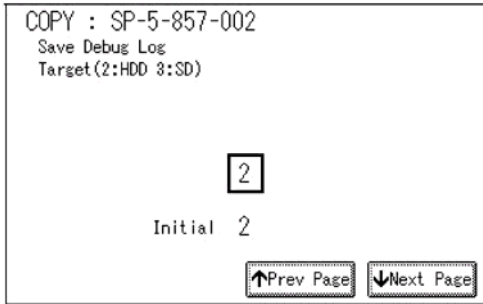 COPY : SP-5-857-002
Save Debug Log
Target(2:HDD 3:SD)
2
Initial 2
↑Prev Page ↓Next Page